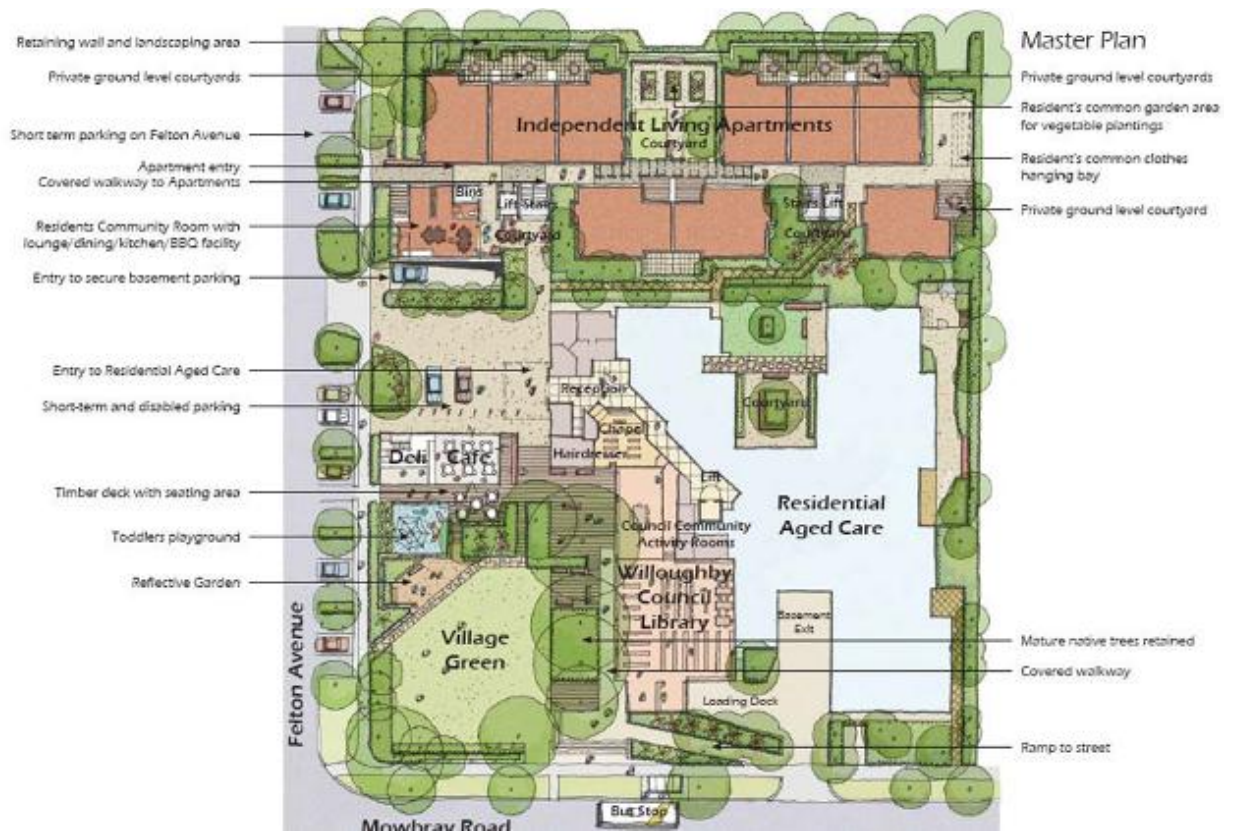 Master Plan
Retaining wall and landscaping area
Private ground level courtyards
Short term parking on Felton Avenue
Apartment entry
Covered walkway to Apartments
Residents Community Room with
lounge/dining/kitchen/BBQ facility
Entry to secure basement parking
Entry to Residential Aged Care
Short-term and disabled parking
Timber deck with seating area
Toddlers playground
Reflective Garden
Independent Living Apartments
Courtyard
Bins
Lift Stairs
Courtyard
Stairs Lift
Courtyard
Reception
Chapel
Courtyard
Deli Cafe
Hairdresser
Lift
Residential
Aged Care
Council Community
Activity Rooms
Willoughby
Council
Library
Basement
Exit
Village
Green
Loading Dock
Felton Avenue
Bus Stop
Mowbray Road
Private ground level courtyards
Resident's common garden area
for vegetable plantings
Resident's common clothes
hanging bay
Private ground level courtyard
Mature native trees retained
Covered walkway
Ramp to street